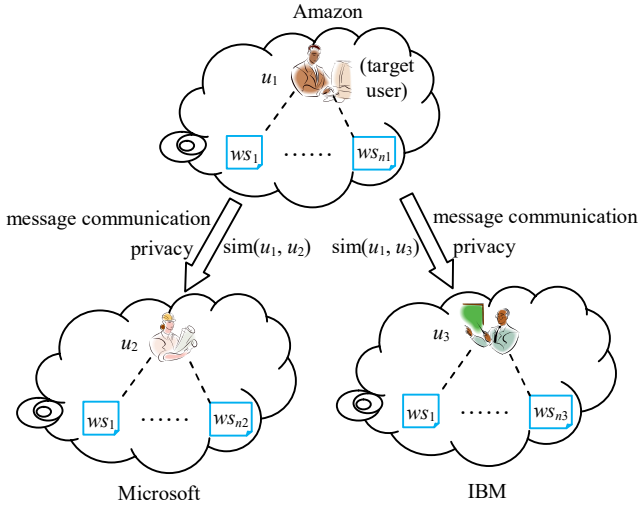 Amazon
u1 (target
user)
ws1 ...... wsn1
message communication message communication
privacy sim(u1, u2) sim(u1, u3) privacy
u2 u3
ws1 ...... wsn2 ws1 ...... wsn3
Microsoft IBM